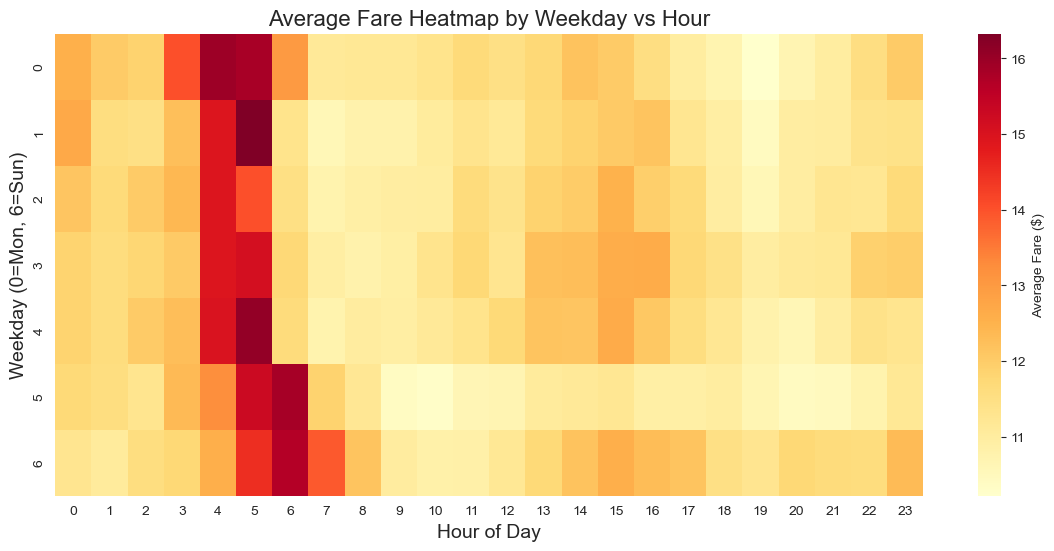 Average Fare Heatmap by Weekday vs Hour
Weekday (0=Mon, 6=Sun)
0
1
2
3
4
5
6
0 1 2 3 4 5 6 7 8 9 10 11 12 13 14 15 16 17 18 19 20 21 22 23
Hour of Day
16
15
14
13
12
11
Average Fare ($)